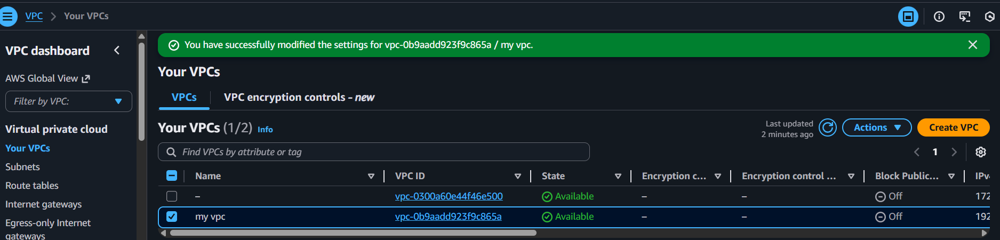 VPC > Your VPCs
VPC dashboard
AWS Global View
Filter by VPC:
Virtual private cloud
Your VPCs
Subnets
Route tables
Internet gateways
Egress-only Internet
gateways
You have successfully modified the settings for vpc-0b9aadd923f9c865a / my vpc.
Your VPCs
VPCs VPC encryption controls - new
Your VPCs (1/2) Info
Last updated
2 minutes ago
Actions Create VPC
Find VPCs by attribute or tag
1
Name VPC ID State Encryption c... Encryption control ... Block Public... IPv4
– vpc-0300a60e44f46e500 Available – – Off 172
my vpc vpc-0b9aadd923f9c865a Available – – Off 192